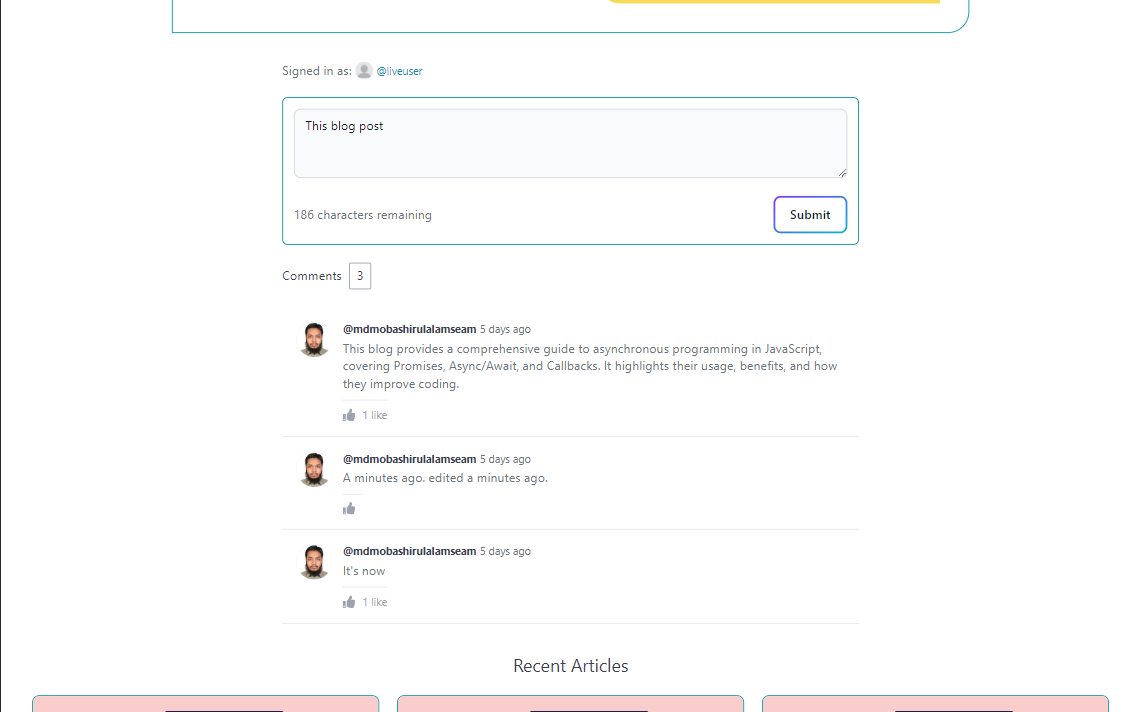 Signed in as: @liveuser
This blog post
186 characters remaining
Submit
Comments 3
@mdmobashirulalamseam 5 days ago
This blog provides a comprehensive guide to asynchronous programming in JavaScript,
covering Promises, Async/Await, and Callbacks. It highlights their usage, benefits, and how
they improve coding.
1 like
@mdmobashirulalamseam 5 days ago
A minutes ago. edited a minutes ago.
@mdmobashirulalamseam 5 days ago
It's now
1 like
Recent Articles